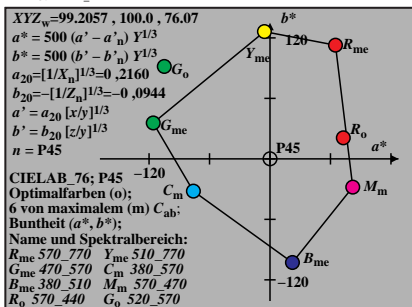 XYZw=99.2057, 100.0, 76.07
a* = 500 (a' – a'n) Y1/3
b* = 500 (b' – b'n) Y1/3
a20=[1/Xn]1/3=0 ,2160
b20=–[1/Zn]1/3=–0 ,0944
a' = a20 [x/y]1/3
b' = b20 [z/y]1/3
n = P45
CIELAB_76; P45
Optimalfarben (o);
6 von maximalem (m) Cab;
Buntheit (a*, b*);
Name und Spektralbereich:
Rme 570_770 Yme 510_770
Gme 470_570 Cm 380_570
Bme 380_510 Mm 570_470
Ro 570_440 Go 520_570
b*
120
Yme
Rme
Go
Gme
Ro
P45
a*
–120
Cm
Mm
Bme
–120